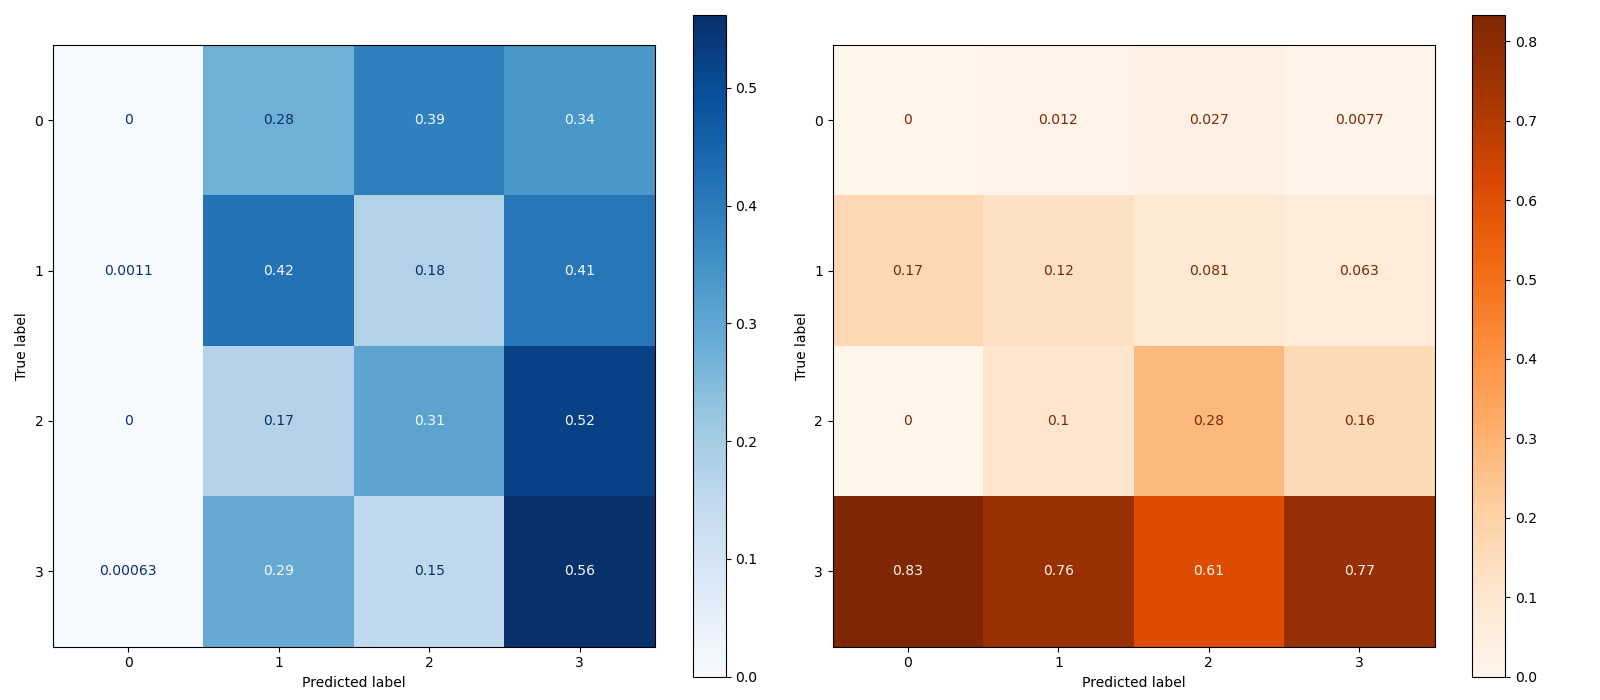 0 0.28 0.39 0.34
0
0.0011 0.42 0.18 0.41
1
0 0.17 0.31 0.52
2
0.00063 0.29 0.15 0.56
3
0 1 2 3
Predicted label
True label
0.5
0.4
0.3
0.2
0.1
0.0
0 0.012 0.027 0.0077
0
0.17 0.12 0.081 0.063
1
0 0.1 0.28 0.16
2
0.83 0.76 0.61 0.77
3
0 1 2 3
Predicted label
True label
0.8
0.7
0.6
0.5
0.4
0.3
0.2
0.1
0.0